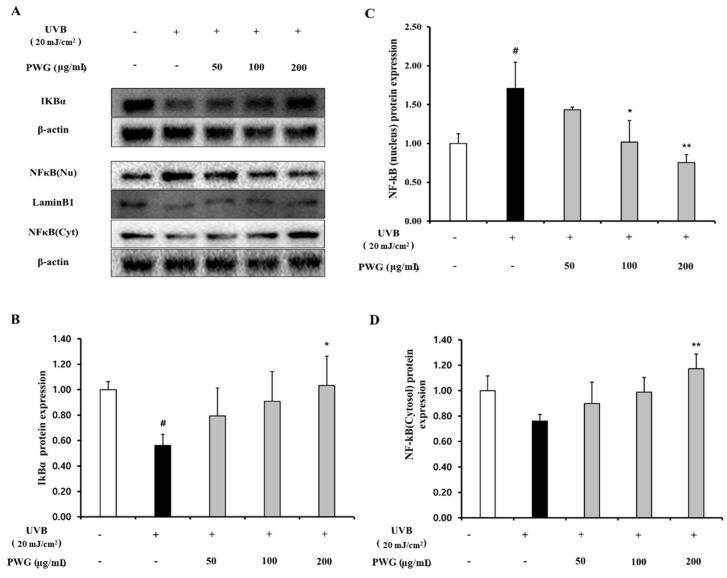 A
UVB - + + + +
( 20 mJ/cm²)
PWG (μg/mL) - - 50 100 200
IKBα
β-actin
NFκB(Nu)
LaminB1
NFκB(Cyt)
β-actin
C
NF-kB (nucleus) protein expression
2.50
2.00
1.50
1.00
0.50
0.00
#
*
**
UVB - + + + +
( 20 mJ/cm²)
PWG (μg/mL) - - 50 100 200
B
IkBα protein expression
1.40
1.20
1.00
0.80
0.60
0.40
0.20
0.00
#
*
UVB - + + + +
( 20 mJ/cm²)
PWG (μg/mL) - - 50 100 200
D
NF-kB(Cytosol) protein
expression
1.40
1.20
1.00
0.80
0.60
0.40
0.20
0.00
**
UVB - + + + +
( 20 mJ/cm²)
PWG (μg/mL) - - 50 100 200